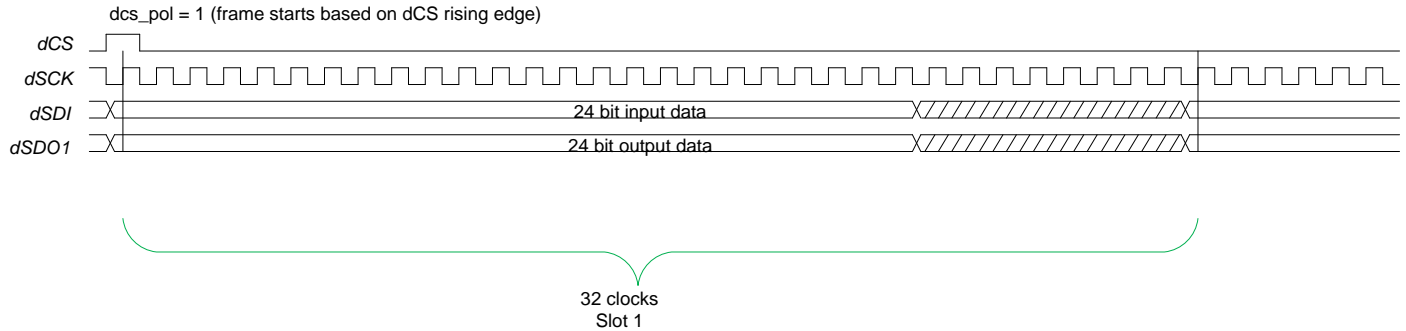 dcs_pol = 1 (frame starts based on dCS rising edge)
dCS
dSCK
dSDI
24 bit input data
dSDO1
24 bit output data
32 clocks
Slot 1